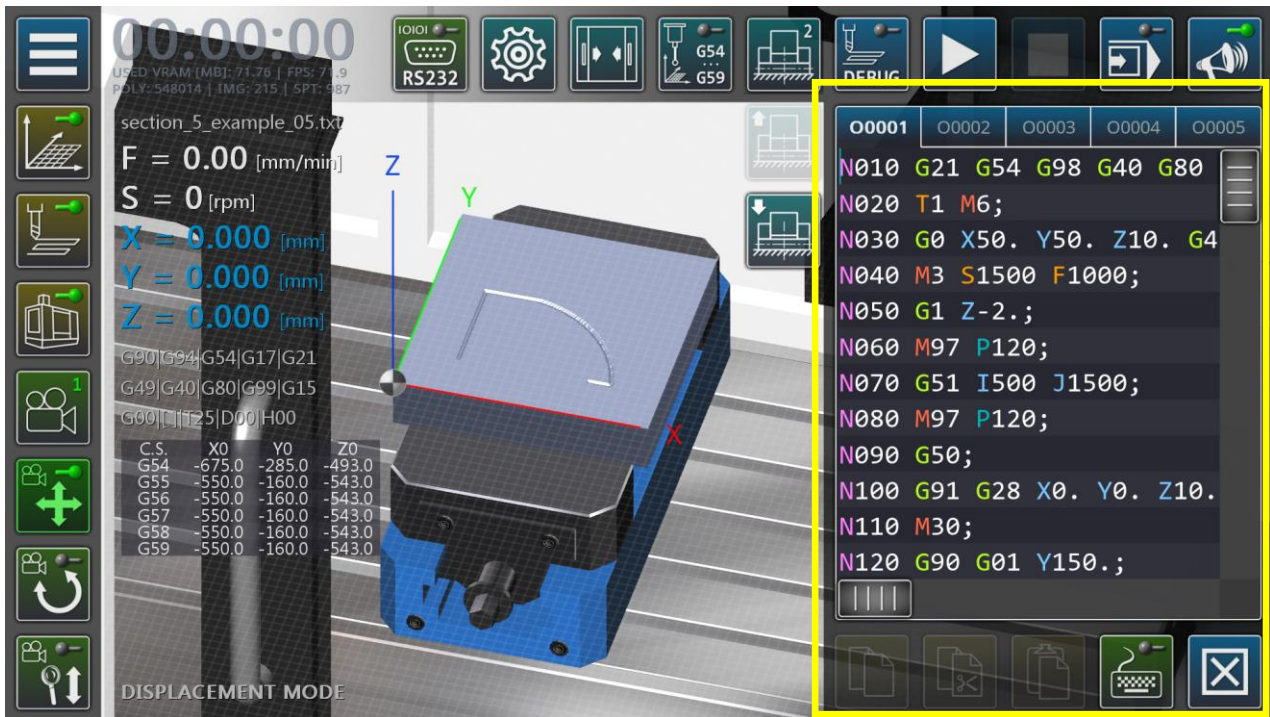 00:00:00
USED VRAM [MB]: 71.76 | FPS: 71.9
POLY: 548014 | IMG: 215 | SPT: 987
IOIOI
RS232
G54
G59
2
DEBUG
section_5_example_05.txt
F = 0.00 [mm/min]
S = 0 [rpm]
X = 0.000 [mm]
Y = 0.000 [mm]
Z = 0.000 [mm]
G90|G94|G54|G17|G21
G49|G40|G80|G99|G15
G00|[_]|T25|D00|H00
C.S. X0 Y0 Z0
G54 -675.0 -285.0 -493.0
G55 -550.0 -160.0 -543.0
G56 -550.0 -160.0 -543.0
G57 -550.0 -160.0 -543.0
G58 -550.0 -160.0 -543.0
G59 -550.0 -160.0 -543.0
1
DISPLACEMENT MODE
Z
Y
X
O0001 O0002 O0003 O0004 O0005
N010 G21 G54 G98 G40 G80
N020 T1 M6;
N030 G0 X50. Y50. Z10. G4
N040 M3 S1500 F1000;
N050 G1 Z-2.;
N060 M97 P120;
N070 G51 I500 J1500;
N080 M97 P120;
N090 G50;
N100 G91 G28 X0. Y0. Z10.
N110 M30;
N120 G90 G01 Y150.;